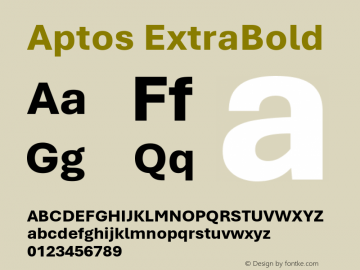 Aptos ExtraBold
Aa Ff a
Gg Qq
ABCDEFGHIJKLMNOPQRSTUVWXYZ
abcdefghijklmnopqrstuvwxyz
0123456789
© Design by fontke.com